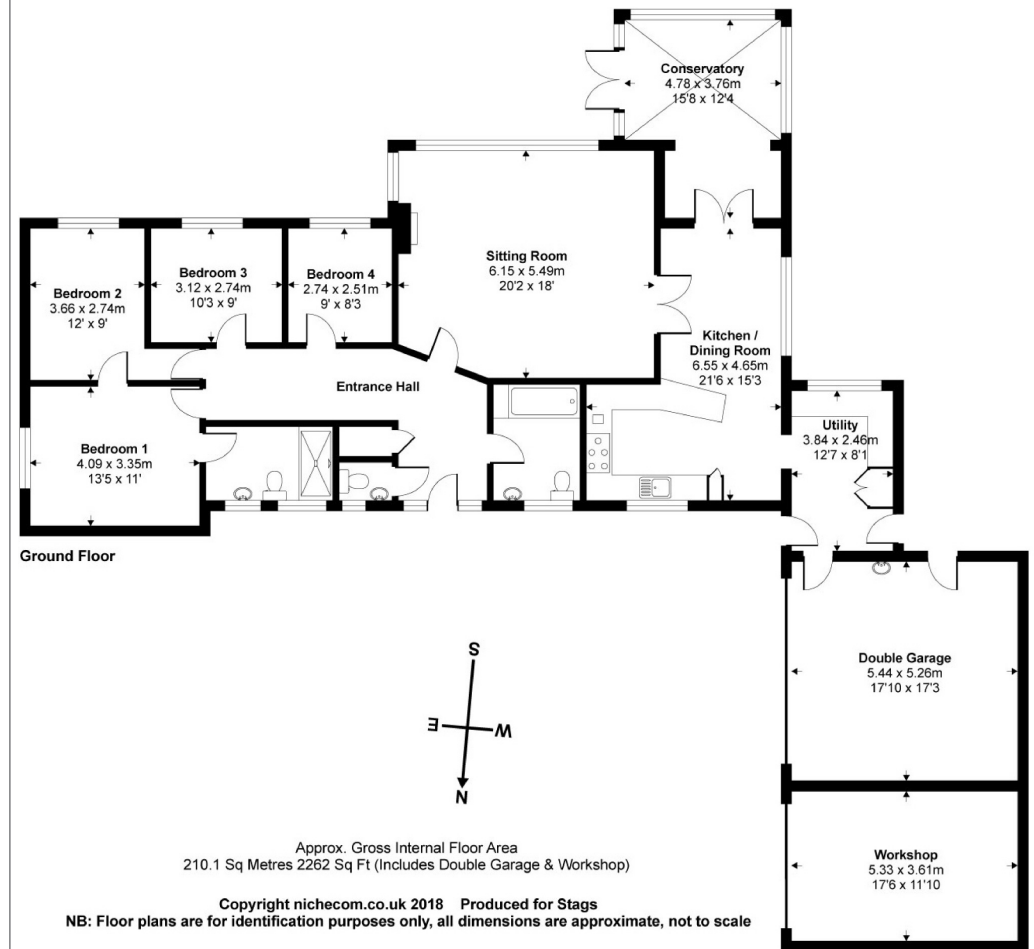 Conservatory
4.78 x 3.76m
15'8 x 12'4
Sitting Room
6.15 x 5.49m
20'2 x 18'
Bedroom 2
3.66 x 2.74m
12' x 9'
Bedroom 3
3.12 x 2.74m
10'3 x 9'
Bedroom 4
2.74 x 2.51m
9' x 8'3
Kitchen /
Dining Room
6.55 x 4.65m
21'6 x 15'3
Entrance Hall
Utility
3.84 x 2.46m
12'7 x 8'1
Bedroom 1
4.09 x 3.35m
13'5 x 11'
Ground Floor
Double Garage
5.44 x 5.26m
17'10 x 17'3
S
E
W
N
Workshop
5.33 x 3.61m
17'6 x 11'10
Approx. Gross Internal Floor Area
210.1 Sq Metres 2262 Sq Ft (Includes Double Garage & Workshop)
Copyright nichecom.co.uk 2018 Produced for Stags
NB: Floor plans are for identification purposes only, all dimensions are approximate, not to scale